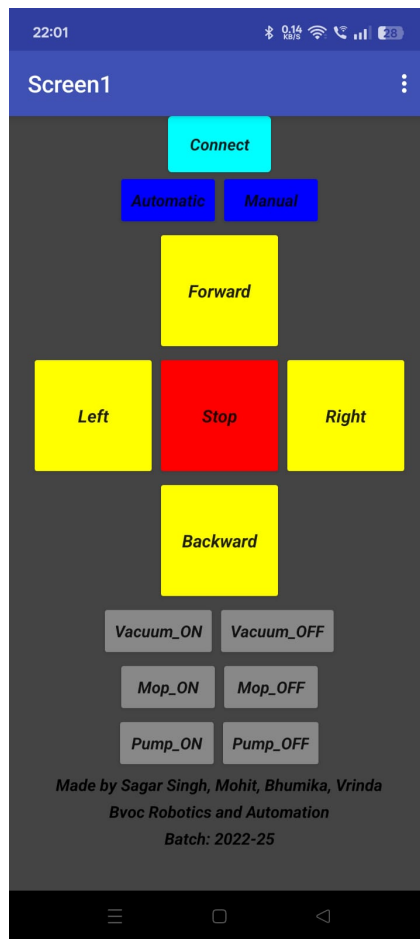 22:01 0.14 KB/S 28
Screen1
Connect
Automatic Manual
Forward
Left Stop Right
Backward
Vacuum_ON Vacuum_OFF
Mop_ON Mop_OFF
Pump_ON Pump_OFF
Made by Sagar Singh, Mohit, Bhumika, Vrinda
Bvoc Robotics and Automation
Batch: 2022-25